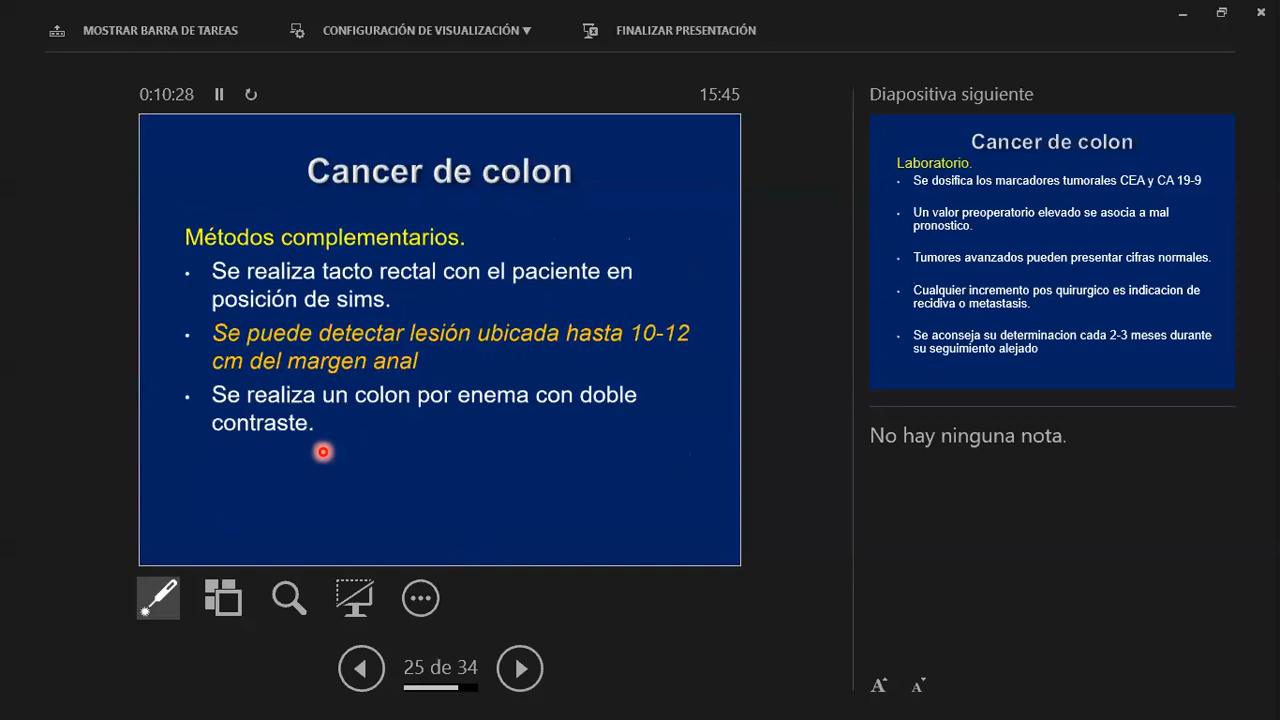 MOSTRAR BARRA DE TAREAS
CONFIGURACIÓN DE VISUALIZACIÓN ▼
FINALIZAR PRESENTACIÓN
0:10:28
15:45
Cancer de colon
Métodos complementarios.
• Se realiza tacto rectal con el paciente en
posición de sims.
• Se puede detectar lesión ubicada hasta 10-12
cm del margen anal
• Se realiza un colon por enema con doble
contraste.
25 de 34
Diapositiva siguiente
Cancer de colon
Laboratorio.
• Se dosifica los marcadores tumorales CEA y CA 19-9
• Un valor preoperatorio elevado se asocia a mal
pronostico.
• Tumores avanzados pueden presentar cifras normales.
• Cualquier incremento pos quirurgico es indicacion de
recidiva o metastasis.
• Se aconseja su determinacion cada 2-3 meses durante
su seguimiento alejado
No hay ninguna nota.
A A